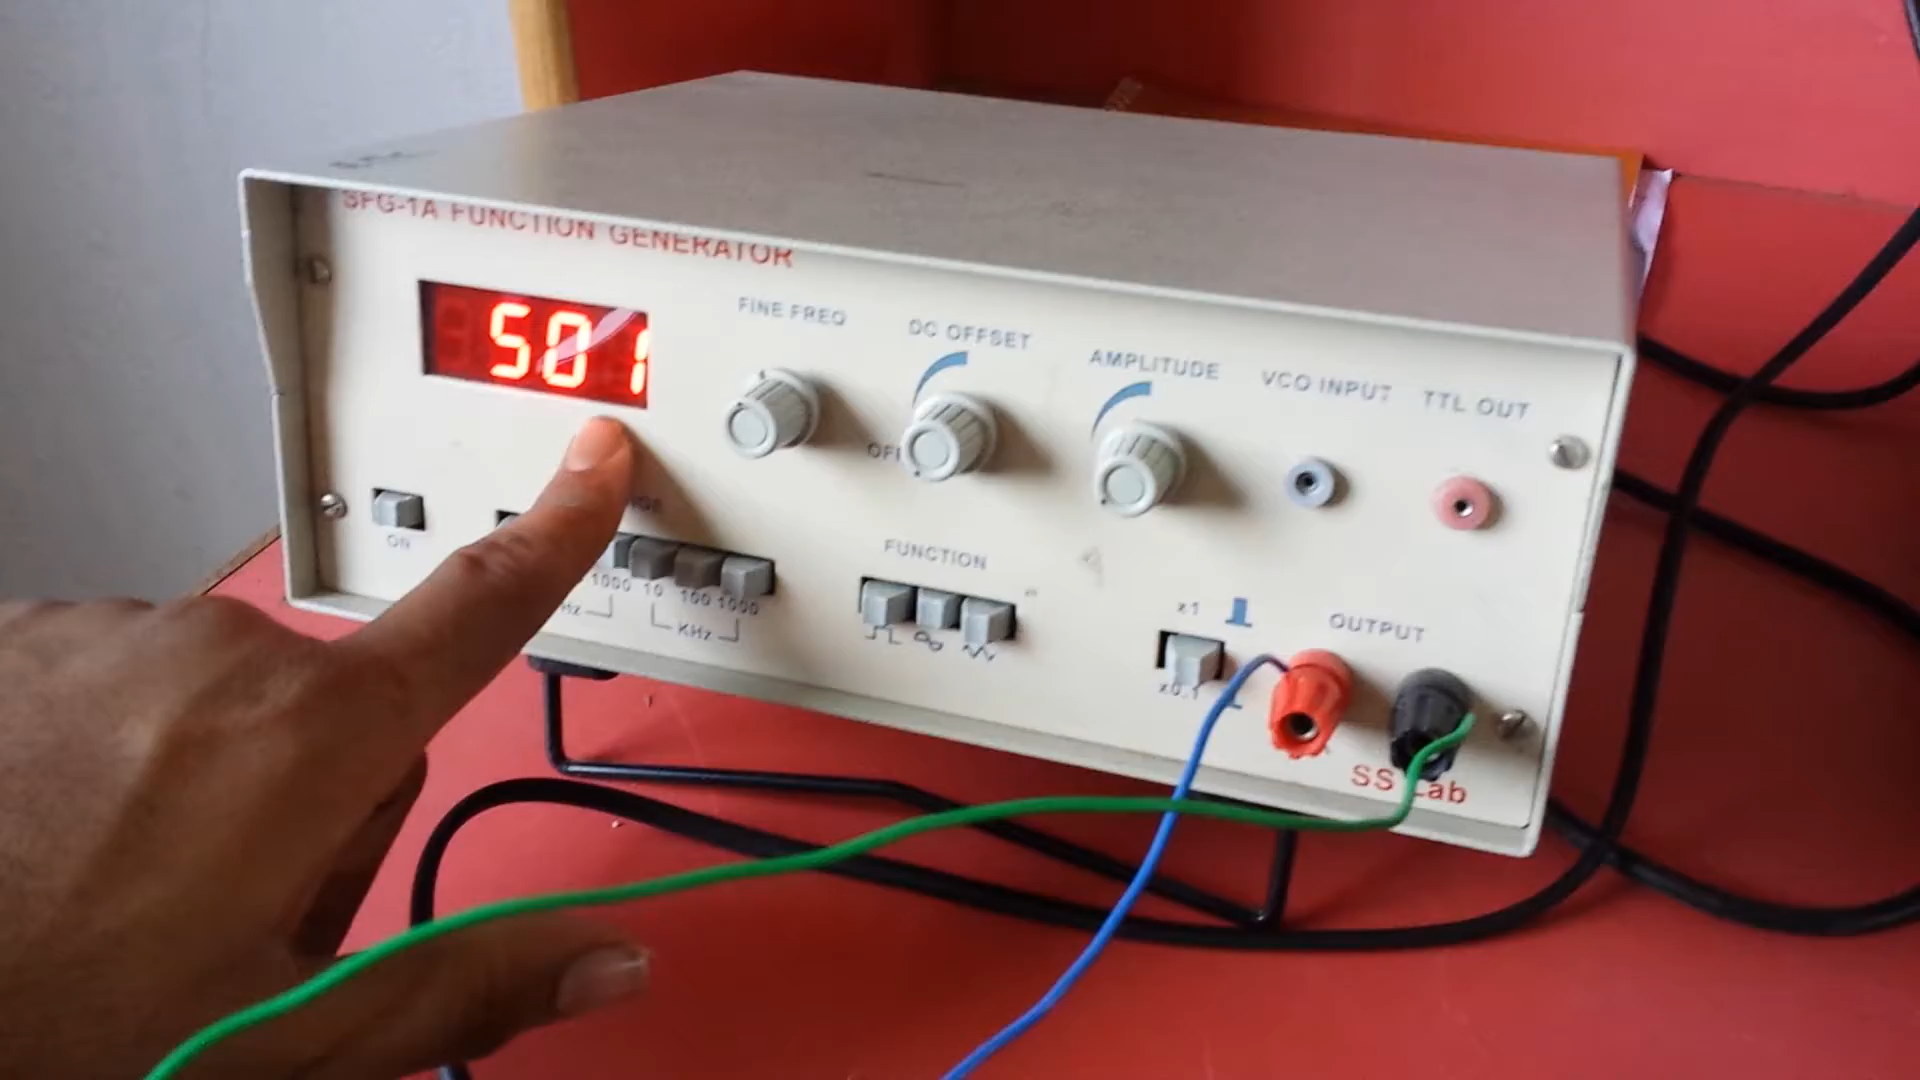 SFG-1A FUNCTION GENERATOR
501
FINE FREQ
DC OFFSET
AMPLITUDE
VCO INPUT
TTL OUT
OFF
ON
1000 10 100 1000
Hz
KHz
FUNCTION
x1
x0.1
OUTPUT
SS Lab